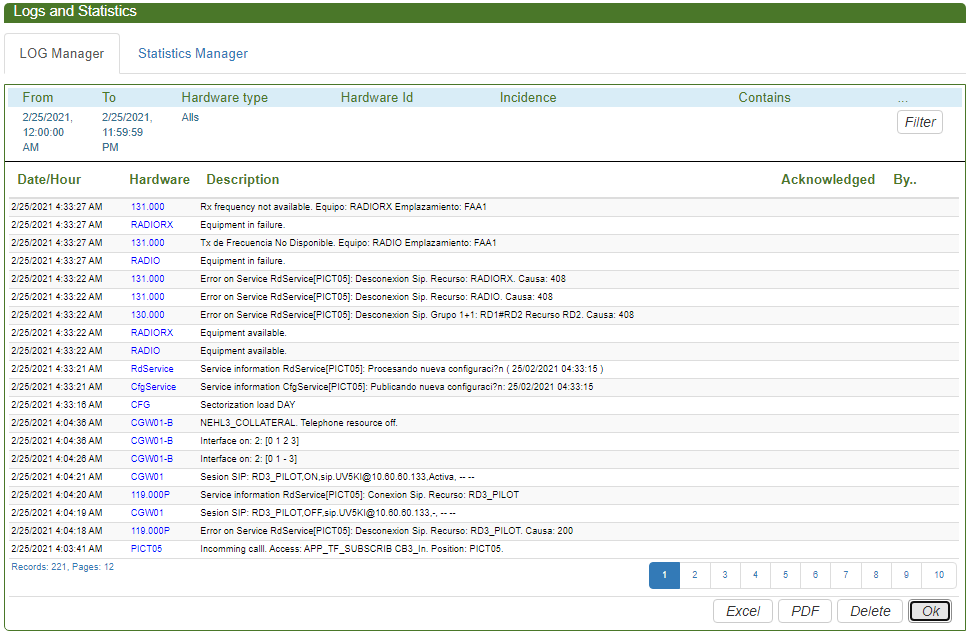 Logs and Statistics
LOG Manager Statistics Manager
From To Hardware type Hardware Id Incidence Contains ...
2/25/2021, 12:00:00 AM 2/25/2021, 11:59:59 PM Alls Filter
Date/Hour Hardware Description Acknowledged By..
2/25/2021 4:33:27 AM 131.000 Rx frequency not available. Equipo: RADIORX Emplazamiento: FAA1
2/25/2021 4:33:27 AM RADIORX Equipment in failure.
2/25/2021 4:33:27 AM 131.000 Tx de Frecuencia No Disponible. Equipo: RADIO Emplazamiento: FAA1
2/25/2021 4:33:27 AM RADIO Equipment in failure.
2/25/2021 4:33:22 AM 131.000 Error on Service RdService[PICT05]: Desconexion Sip. Recurso: RADIORX. Causa: 408
2/25/2021 4:33:22 AM 131.000 Error on Service RdService[PICT05]: Desconexion Sip. Recurso: RADIO. Causa: 408
2/25/2021 4:33:22 AM 130.000 Error on Service RdService[PICT05]: Desconexion Sip. Grupo 1+1: RD1#RD2 Recurso RD2. Causa: 408
2/25/2021 4:33:22 AM RADIORX Equipment available.
2/25/2021 4:33:22 AM RADIO Equipment available.
2/25/2021 4:33:21 AM RdService Service information RdService[PICT05]: Procesando nueva configuraci?n ( 25/02/2021 04:33:15 )
2/25/2021 4:33:21 AM CfgService Service information CfgService[PICT05]: Publicando nueva configuraci?n: 25/02/2021 04:33:15
2/25/2021 4:33:16 AM CFG Sectorization load DAY
2/25/2021 4:04:36 AM CGW01-B NEHL3_COLLATERAL. Telephone resource off.
2/25/2021 4:04:36 AM CGW01-B Interface on: 2: [0 1 2 3]
2/25/2021 4:04:26 AM CGW01-B Interface on: 2: [0 1 - 3]
2/25/2021 4:04:21 AM CGW01 Sesion SIP: RD3_PILOT,ON,sip.UV5KI@10.60.60.133,Activa, -- --
2/25/2021 4:04:20 AM 119.000P Service information RdService[PICT05]: Conexion Sip. Recurso: RD3_PILOT
2/25/2021 4:04:19 AM CGW01 Sesion SIP: RD3_PILOT,OFF,sip.UV5KI@10.60.60.133,-, -- --
2/25/2021 4:04:18 AM 119.000P Error on Service RdService[PICT05]: Desconexion Sip. Recurso: RD3_PILOT. Causa: 200
2/25/2021 4:03:41 AM PICT05 Incomming calll. Access: APP_TF_SUBSCRIB CB3_In. Position: PICT05.
Records: 221, Pages: 12 1 2 3 4 5 6 7 8 9 10
Excel PDF Delete Ok